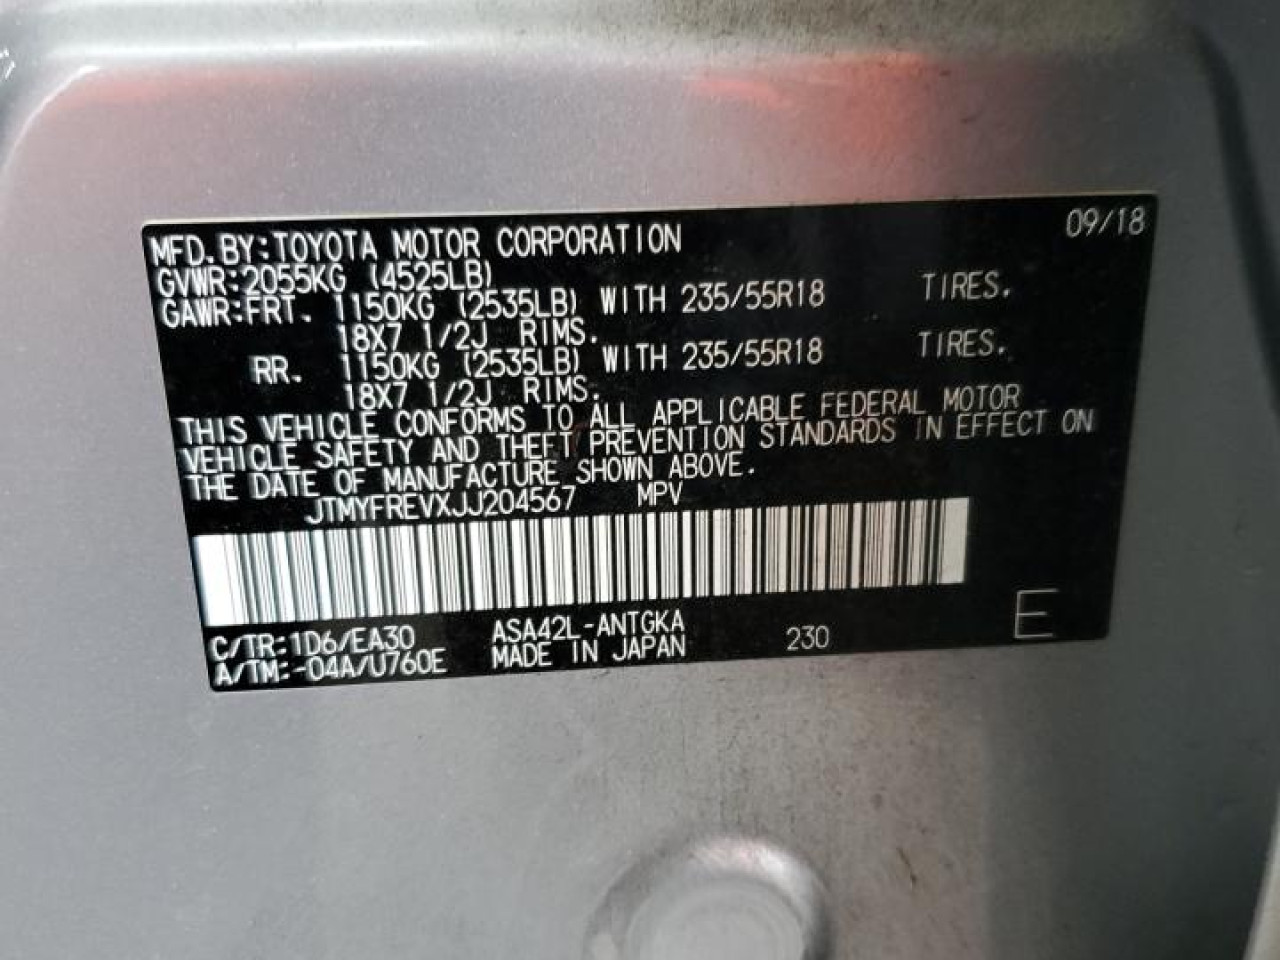 MFD.BY:TOYOTA MOTOR CORPORATION 09/18
GVWR:2055KG (4525LB)
GAWR:FRT. 1150KG (2535LB) WITH 235/55R18 TIRES.
18X7 1/2J RIMS.
RR. 1150KG (2535LB) WITH 235/55R18 TIRES.
18X7 1/2J RIMS.
THIS VEHICLE CONFORMS TO ALL APPLICABLE FEDERAL MOTOR
VEHICLE SAFETY AND THEFT PREVENTION STANDARDS IN EFFECT ON
THE DATE OF MANUFACTURE SHOWN ABOVE.
JTMYFREVXJJ204567 MPV
C/TR:1D6/EA30 ASA42L-ANTGKA 230 E
A/TM:-04A/U760E MADE IN JAPAN